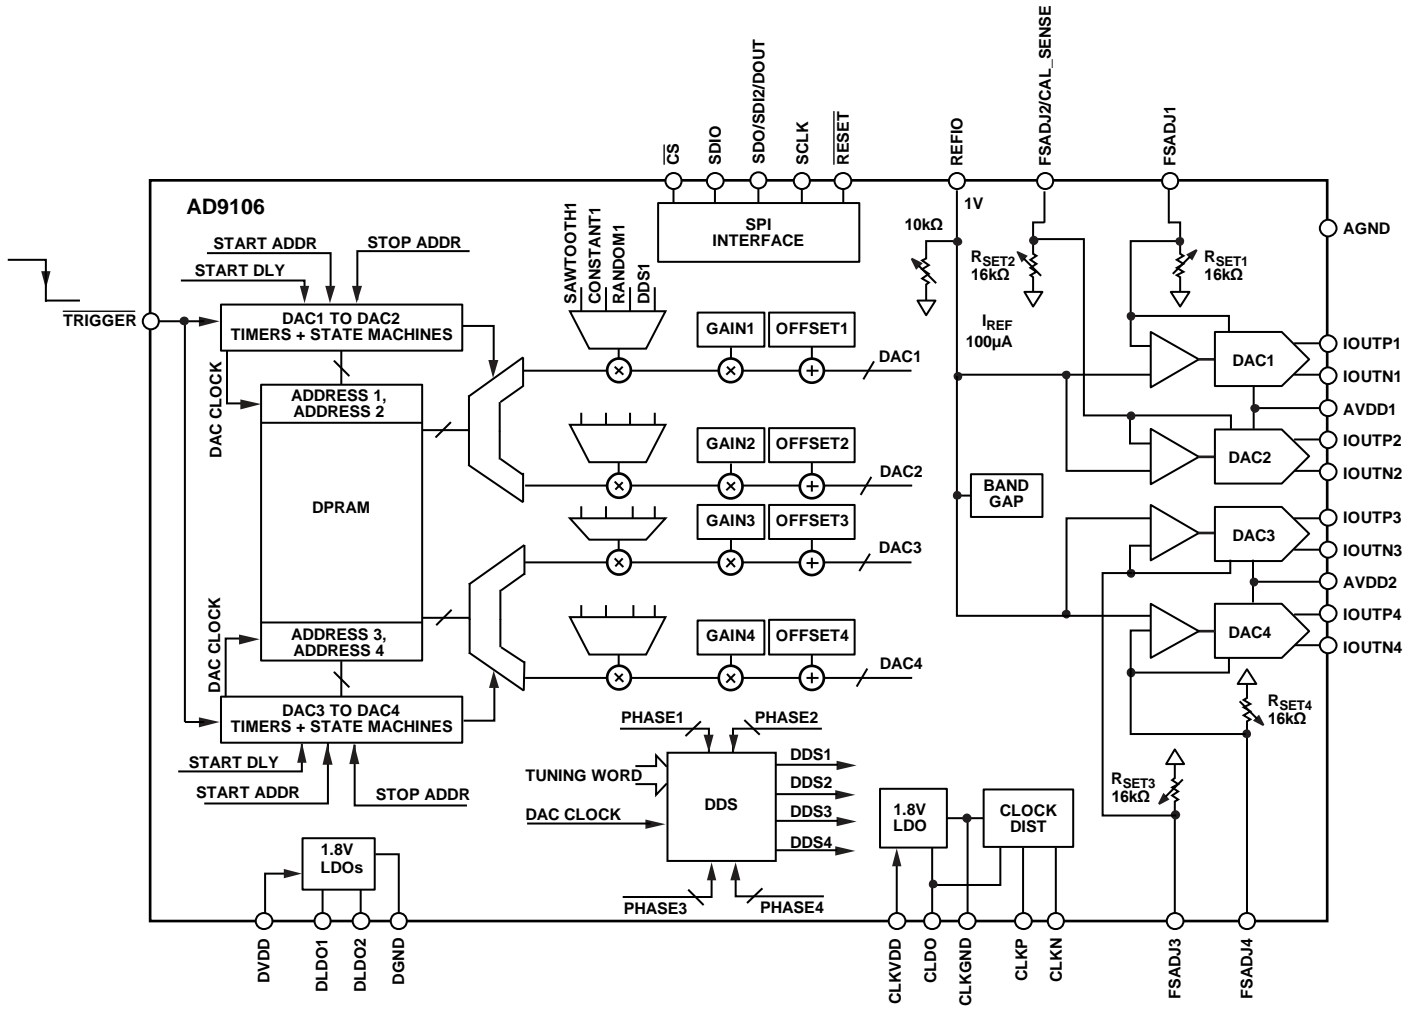 CS
SDIO
SDO/SDI2/DOUT
SCLK
RESET
REFIO
FSADJ2/CAL_SENSE
FSADJ1
AD9106
START ADDR
STOP ADDR
START DLY
TRIGGER
DAC1 TO DAC2
TIMERS + STATE MACHINES
DAC CLOCK
ADDRESS 1,
ADDRESS 2
DPRAM
ADDRESS 3,
ADDRESS 4
DAC CLOCK
DAC3 TO DAC4
TIMERS + STATE MACHINES
START DLY
START ADDR
STOP ADDR
SPI
INTERFACE
SAWTOOTH1
CONSTANT1
RANDOM1
DDS1
GAIN1
OFFSET1
DAC1
GAIN2
OFFSET2
DAC2
GAIN3
OFFSET3
DAC3
GAIN4
OFFSET4
DAC4
1V
10kΩ
IREF
100µA
RSET2
16kΩ
RSET1
16kΩ
BAND
GAP
DAC1
DAC2
DAC3
DAC4
AGND
IOUTP1
IOUTN1
AVDD1
IOUTP2
IOUTN2
IOUTP3
IOUTN3
AVDD2
IOUTP4
IOUTN4
RSET4
16kΩ
RSET3
16kΩ
PHASE1
PHASE2
TUNING WORD
DAC CLOCK
DDS
DDS1
DDS2
DDS3
DDS4
PHASE3
PHASE4
1.8V
LDO
CLOCK
DIST
1.8V
LDOs
DVDD
DLDO1
DLDO2
DGND
CLKVDD
CLDO
CLKGND
CLKP
CLKN
FSADJ3
FSADJ4